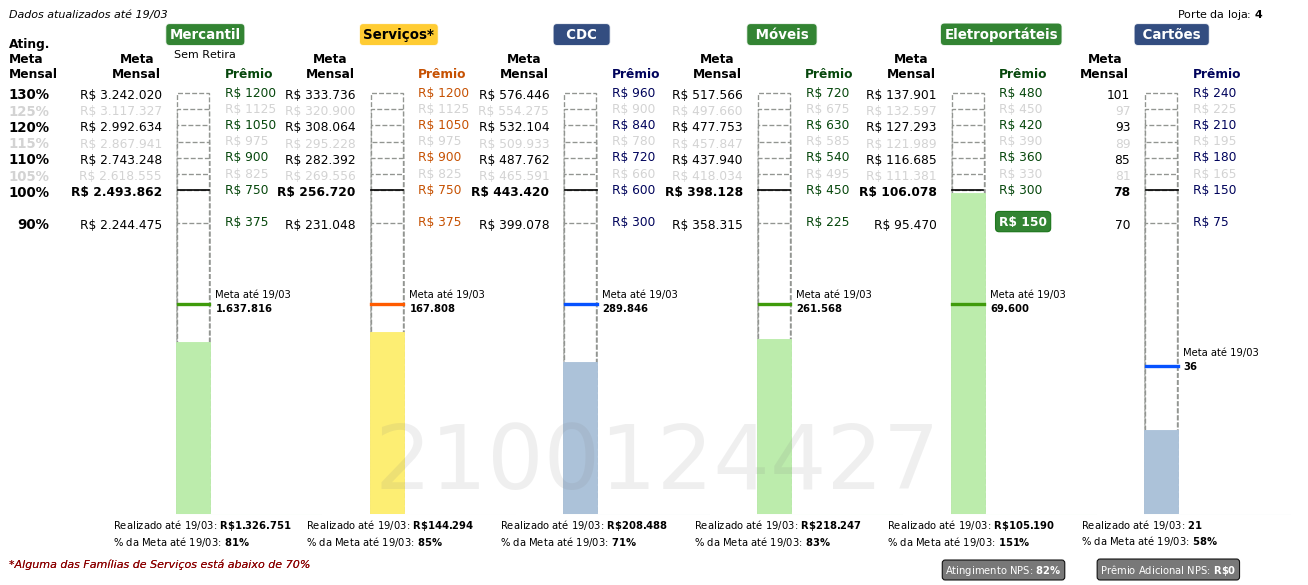 Dados atualizados até 19/03 Porte da loja: 4
Mercantil Serviços* CDC Móveis Eletroportáteis Cartões
Sem Retira
Ating. Meta Mensal Meta Mensal Prêmio Meta Mensal Prêmio Meta Mensal Prêmio Meta Mensal Prêmio Meta Mensal Prêmio Meta Mensal Prêmio
130% R$ 3.242.020 R$ 1200 R$ 333.736 R$ 1200 R$ 576.446 R$ 960 R$ 517.566 R$ 720 R$ 137.901 R$ 480 101 R$ 240
125% R$ 3.117.327 R$ 1125 R$ 320.900 R$ 1125 R$ 554.275 R$ 900 R$ 497.660 R$ 675 R$ 132.597 R$ 450 97 R$ 225
120% R$ 2.992.634 R$ 1050 R$ 308.064 R$ 1050 R$ 532.104 R$ 840 R$ 477.753 R$ 630 R$ 127.293 R$ 420 93 R$ 210
115% R$ 2.867.941 R$ 975 R$ 295.228 R$ 975 R$ 509.933 R$ 780 R$ 457.847 R$ 585 R$ 121.989 R$ 390 89 R$ 195
110% R$ 2.743.248 R$ 900 R$ 282.392 R$ 900 R$ 487.762 R$ 720 R$ 437.940 R$ 540 R$ 116.685 R$ 360 85 R$ 180
105% R$ 2.618.555 R$ 825 R$ 269.556 R$ 825 R$ 465.591 R$ 660 R$ 418.034 R$ 495 R$ 111.381 R$ 330 81 R$ 165
100% R$ 2.493.862 R$ 750 R$ 256.720 R$ 750 R$ 443.420 R$ 600 R$ 398.128 R$ 450 R$ 106.078 R$ 300 78 R$ 150
90% R$ 2.244.475 R$ 375 R$ 231.048 R$ 375 R$ 399.078 R$ 300 R$ 358.315 R$ 225 R$ 95.470 R$ 150 70 R$ 75
Meta até 19/03 Meta até 19/03 Meta até 19/03 Meta até 19/03 Meta até 19/03
1.637.816 167.808 289.846 261.568 69.600
Meta até 19/03
36
2100124427
Realizado até 19/03: R$1.326.751 Realizado até 19/03: R$144.294 Realizado até 19/03: R$208.488 Realizado até 19/03: R$218.247 Realizado até 19/03: R$105.190 Realizado até 19/03: 21
% da Meta até 19/03: 81% % da Meta até 19/03: 85% % da Meta até 19/03: 71% % da Meta até 19/03: 83% % da Meta até 19/03: 151% % da Meta até 19/03: 58%
*Alguma das Famílias de Serviços está abaixo de 70% Atingimento NPS: 82% Prêmio Adicional NPS: R$0